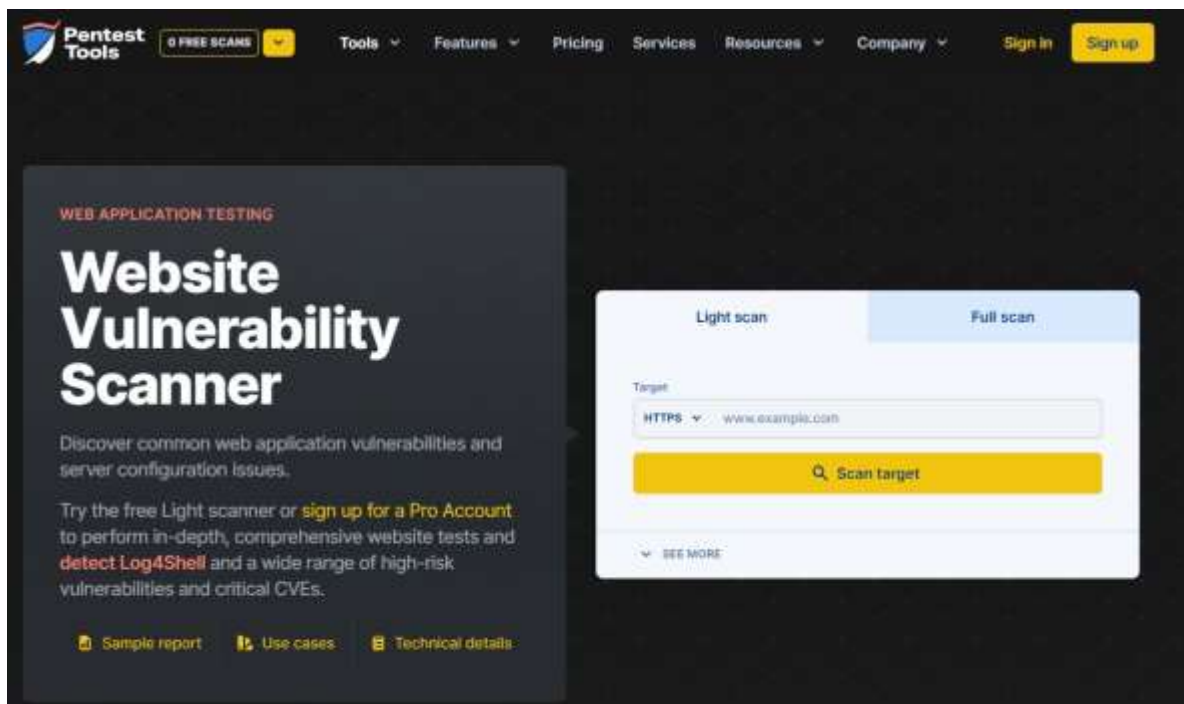 Pentest
Tools
0 FREE SCANS
Tools
Features
Pricing
Services
Resources
Company
Sign in
Sign up
WEB APPLICATION TESTING
Website
Vulnerability
Scanner
Discover common web application vulnerabilities and
server configuration issues.
Try the free Light scanner or sign up for a Pro Account
to perform in-depth, comprehensive website tests and
detect Log4Shell and a wide range of high-risk
vulnerabilities and critical CVEs.
Sample report
Use cases
Technical details
Light scan
Full scan
Target
HTTPS
www.example.com
Scan target
SEE MORE